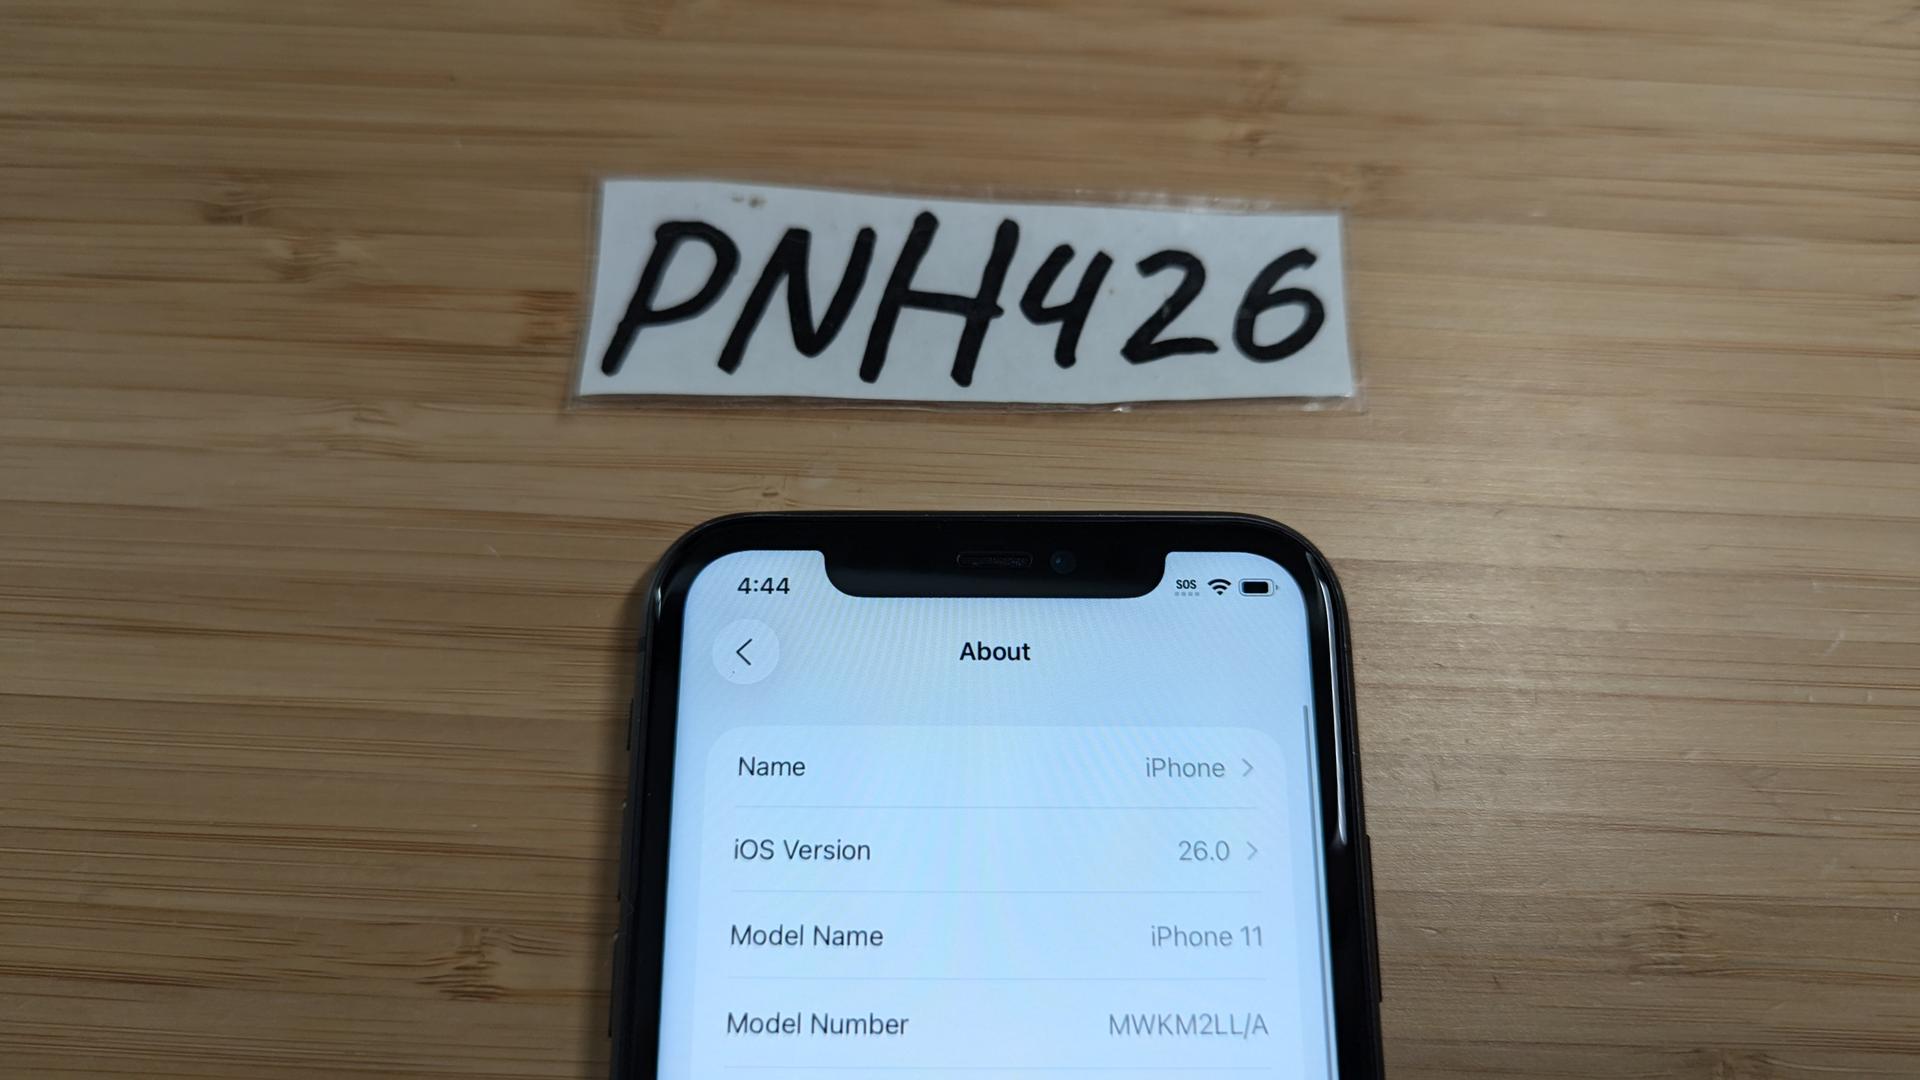 PNH426
4:44 SOS
About
Name iPhone
iOS Version 26.0
Model Name iPhone 11
Model Number MWKM2LL/A